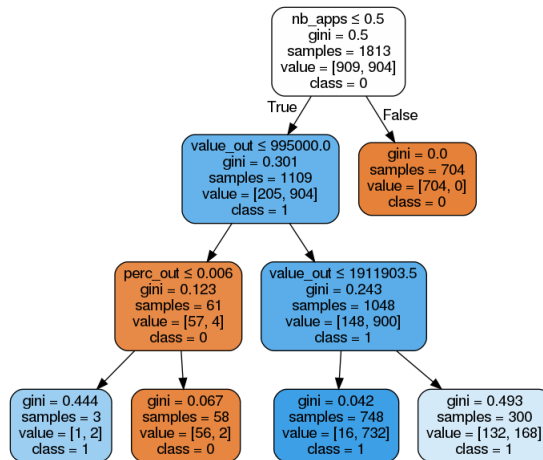 nb_apps ≤ 0.5
gini = 0.5
samples = 1813
value = [909, 904]
class = 0
True
False
value_out ≤ 995000.0
gini = 0.301
samples = 1109
value = [205, 904]
class = 1
gini = 0.0
samples = 704
value = [704, 0]
class = 0
perc_out ≤ 0.006
gini = 0.123
samples = 61
value = [57, 4]
class = 0
value_out ≤ 1911903.5
gini = 0.243
samples = 1048
value = [148, 900]
class = 1
gini = 0.444
samples = 3
value = [1, 2]
class = 1
gini = 0.067
samples = 58
value = [56, 2]
class = 0
gini = 0.042
samples = 748
value = [16, 732]
class = 1
gini = 0.493
samples = 300
value = [132, 168]
class = 1